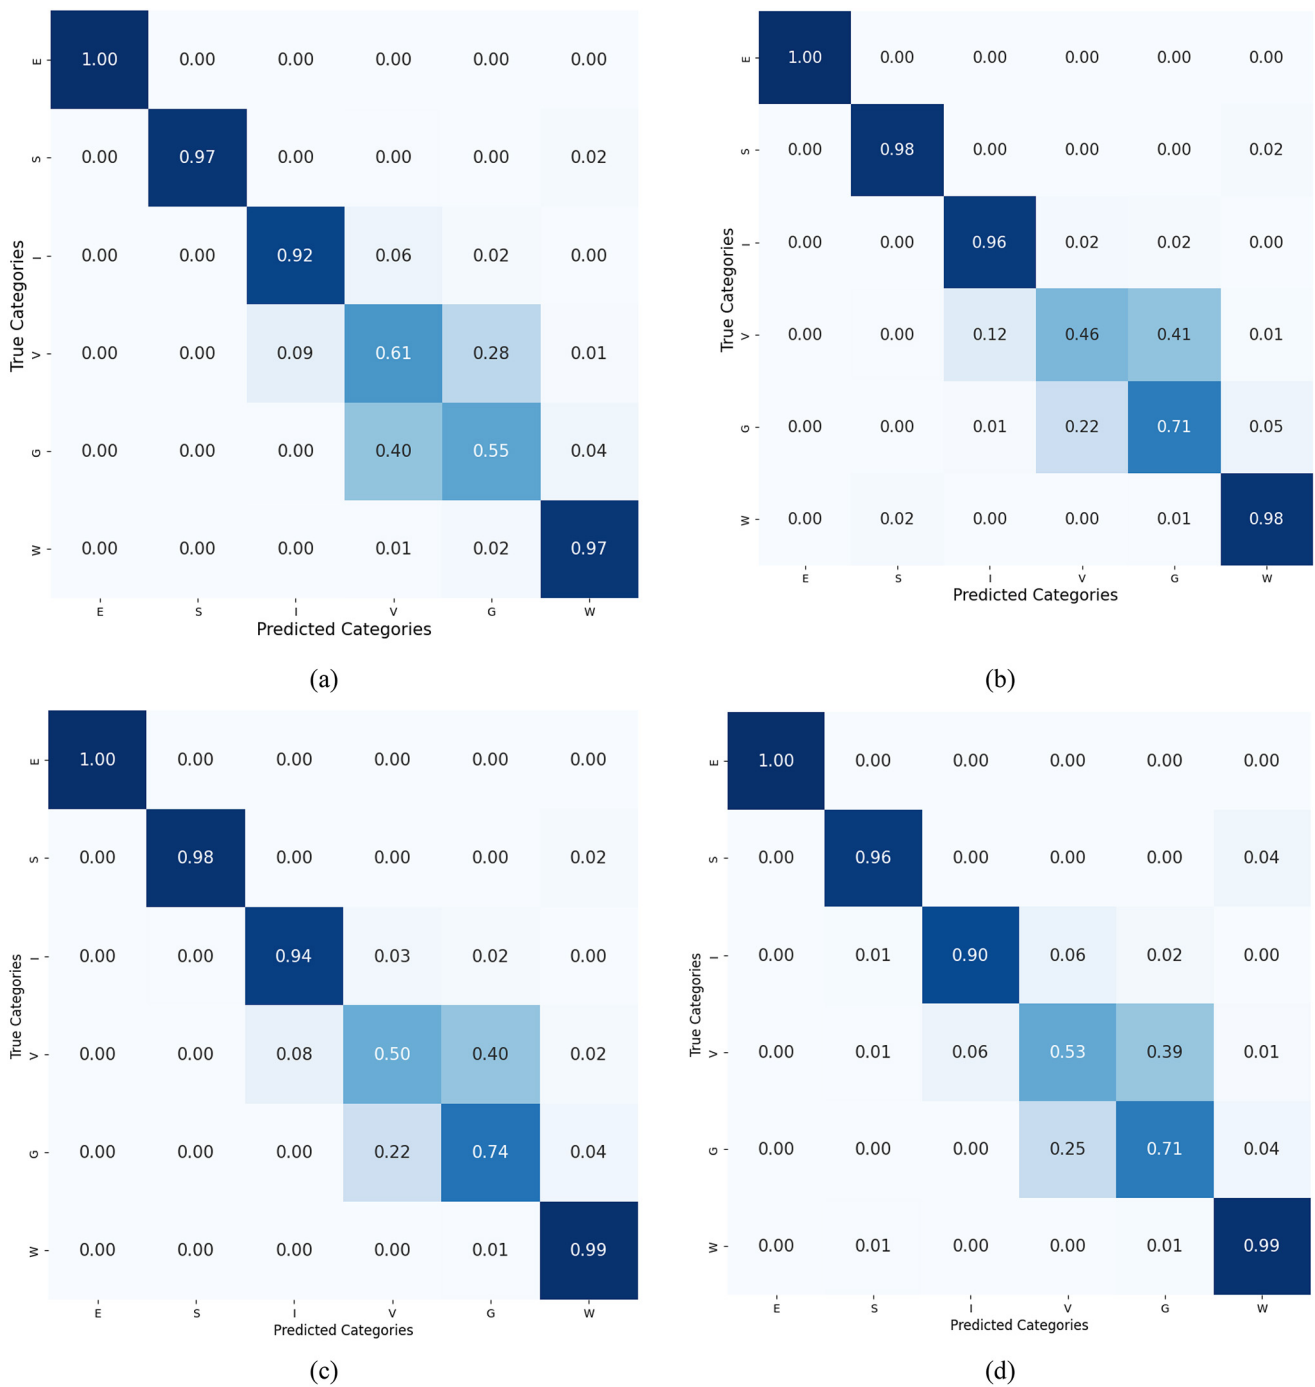 True Categories
E 1.00 0.00 0.00 0.00 0.00 0.00
S 0.00 0.97 0.00 0.00 0.00 0.02
I 0.00 0.00 0.92 0.06 0.02 0.00
V 0.00 0.00 0.09 0.61 0.28 0.01
G 0.00 0.00 0.00 0.40 0.55 0.04
W 0.00 0.00 0.00 0.01 0.02 0.97
E S I V G W
Predicted Categories
(a)
True Categories
E 1.00 0.00 0.00 0.00 0.00 0.00
S 0.00 0.98 0.00 0.00 0.00 0.02
I 0.00 0.00 0.96 0.02 0.02 0.00
V 0.00 0.00 0.12 0.46 0.41 0.01
G 0.00 0.00 0.01 0.22 0.71 0.05
W 0.00 0.02 0.00 0.00 0.01 0.98
E S I V G W
Predicted Categories
(b)
True Categories
E 1.00 0.00 0.00 0.00 0.00 0.00
S 0.00 0.98 0.00 0.00 0.00 0.02
I 0.00 0.00 0.94 0.03 0.02 0.00
V 0.00 0.00 0.08 0.50 0.40 0.02
G 0.00 0.00 0.00 0.22 0.74 0.04
W 0.00 0.00 0.00 0.00 0.01 0.99
E S I V G W
Predicted Categories
(c)
True Categories
E 1.00 0.00 0.00 0.00 0.00 0.00
S 0.00 0.96 0.00 0.00 0.00 0.04
I 0.00 0.01 0.90 0.06 0.02 0.00
V 0.00 0.01 0.06 0.53 0.39 0.01
G 0.00 0.00 0.00 0.25 0.71 0.04
W 0.00 0.01 0.00 0.00 0.01 0.99
E S I V G W
Predicted Categories
(d)